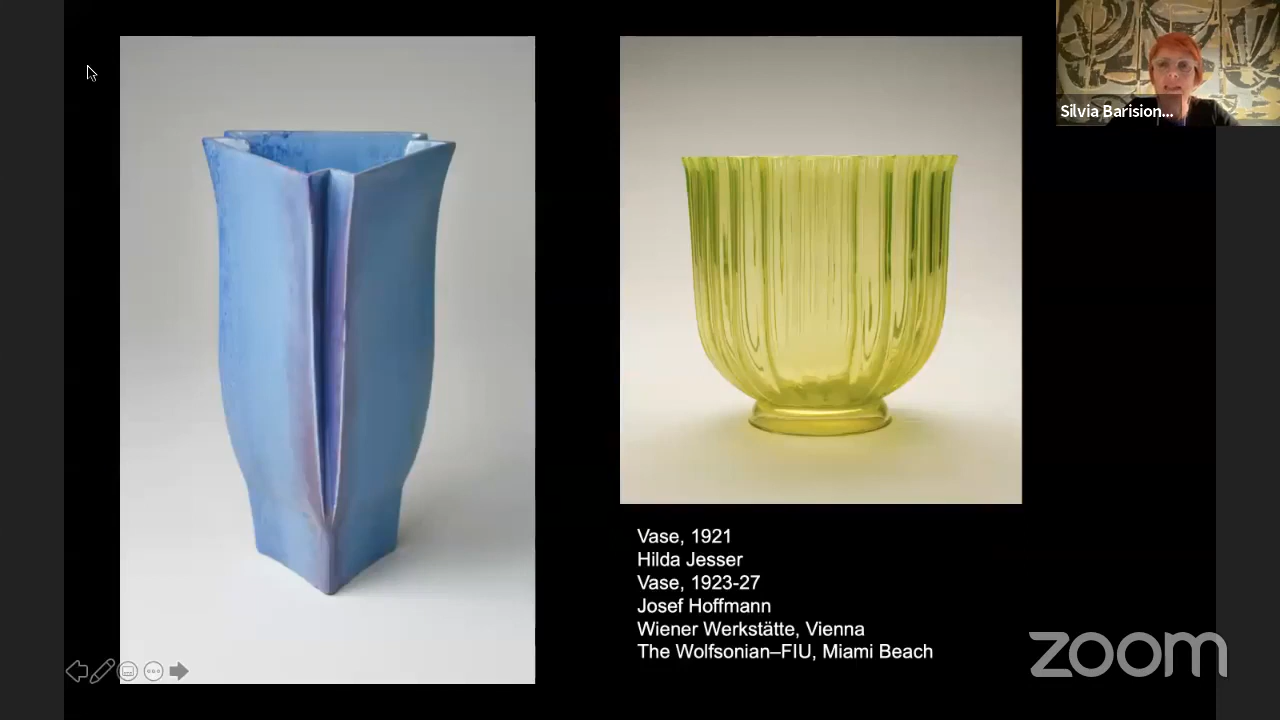 Silvia Barision...
Vase, 1921
Hilda Jesser
Vase, 1923-27
Josef Hoffmann
Wiener Werkstätte, Vienna
The Wolfsonian–FIU, Miami Beach
zoom